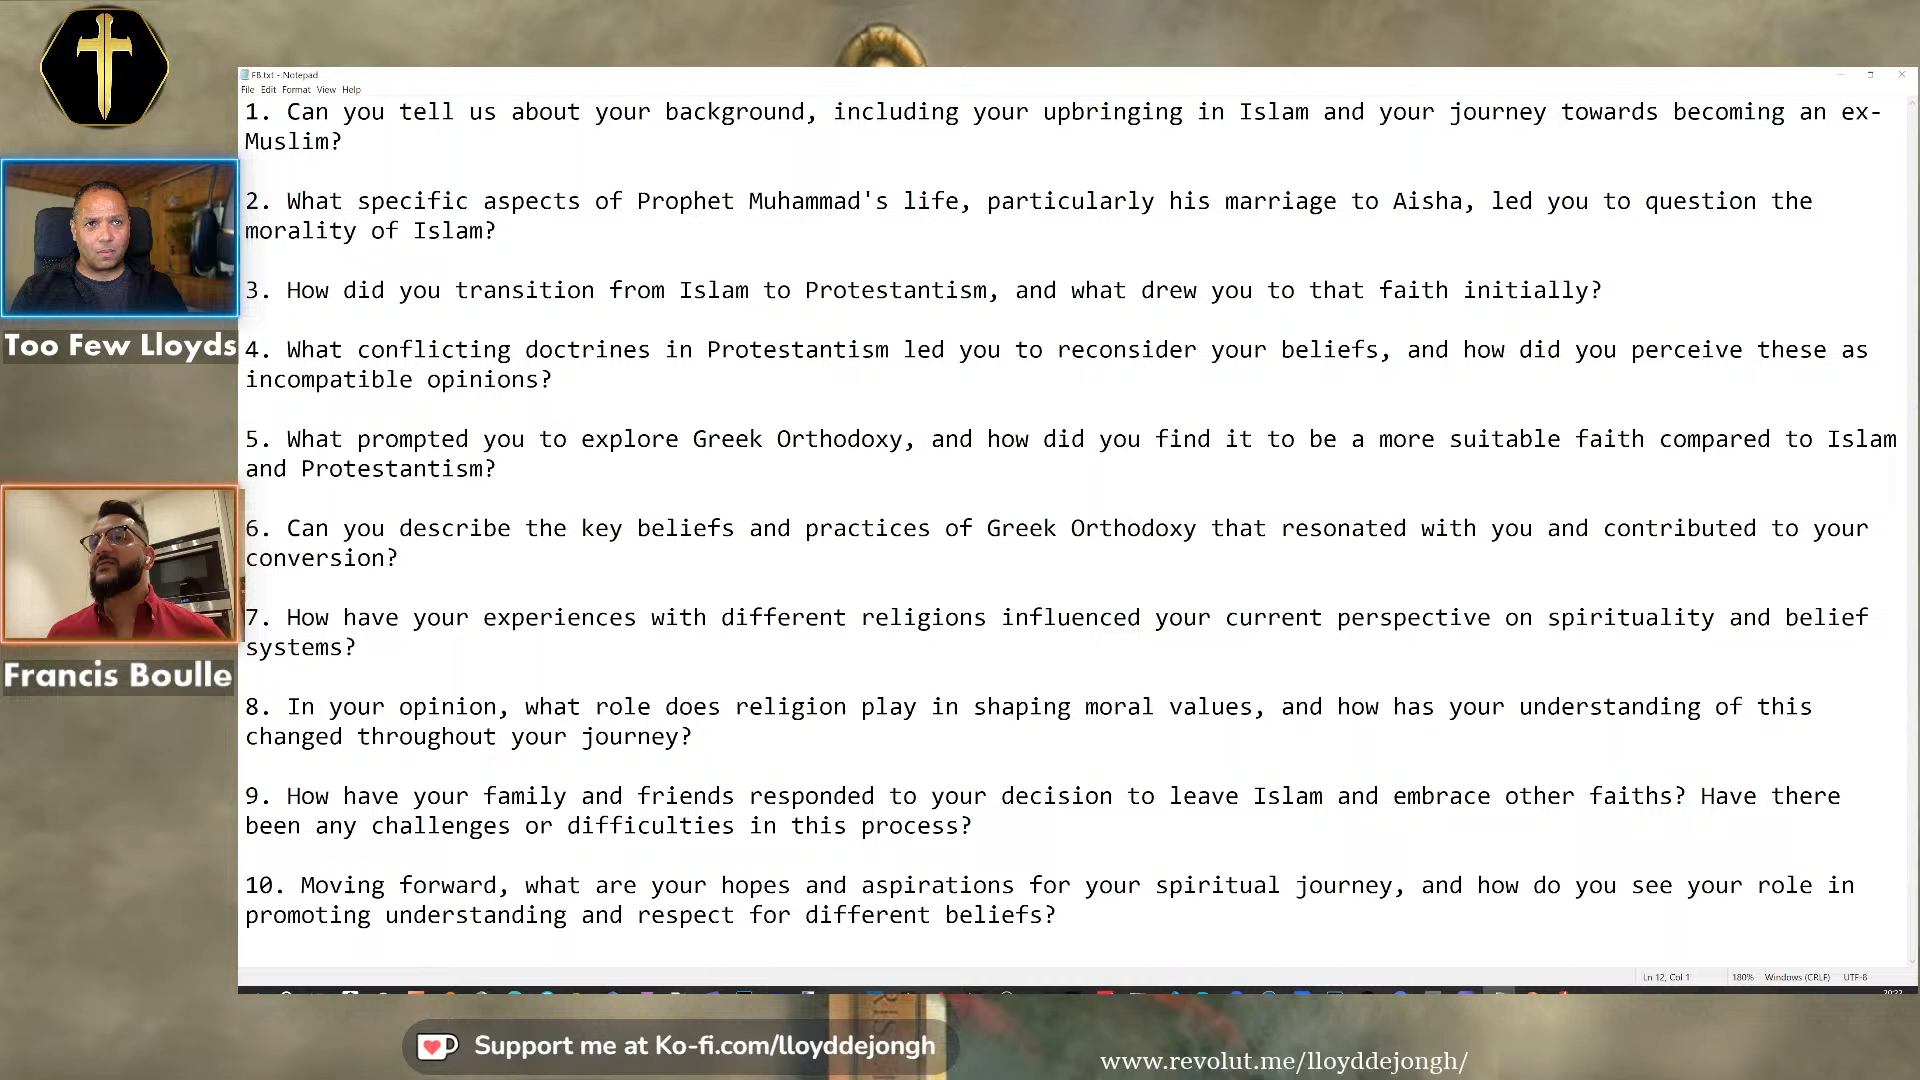 FB.txt - Notepad
File Edit Format View Help
1. Can you tell us about your background, including your upbringing in Islam and your journey towards becoming an ex-
Muslim?
2. What specific aspects of Prophet Muhammad's life, particularly his marriage to Aisha, led you to question the
morality of Islam?
3. How did you transition from Islam to Protestantism, and what drew you to that faith initially?
Too Few Lloyds
4. What conflicting doctrines in Protestantism led you to reconsider your beliefs, and how did you perceive these as
incompatible opinions?
5. What prompted you to explore Greek Orthodoxy, and how did you find it to be a more suitable faith compared to Islam
and Protestantism?
6. Can you describe the key beliefs and practices of Greek Orthodoxy that resonated with you and contributed to your
conversion?
7. How have your experiences with different religions influenced your current perspective on spirituality and belief
systems?
Francis Boulle
8. In your opinion, what role does religion play in shaping moral values, and how has your understanding of this
changed throughout your journey?
9. How have your family and friends responded to your decision to leave Islam and embrace other faiths? Have there
been any challenges or difficulties in this process?
10. Moving forward, what are your hopes and aspirations for your spiritual journey, and how do you see your role in
promoting understanding and respect for different beliefs?
Ln 12, Col 1 180% Windows (CRLF) UTF-8
Support me at Ko-fi.com/lloyddejongh
www.revolut.me/lloyddejongh/